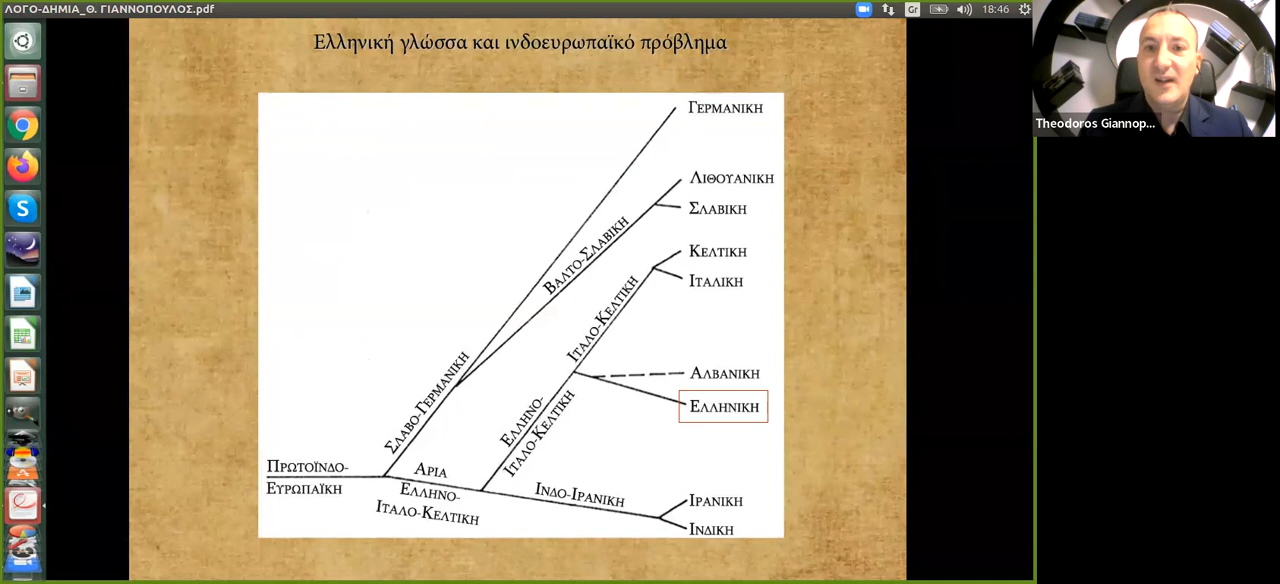 ΛΟΓΟ-ΔΗΜΙΑ_Θ. ΓΙΑΝΝΟΠΟΥΛΟΣ.pdf
Gr
18:46
Ελληνική γλώσσα και ινδοευρωπαϊκό πρόβλημα
Theodoros Giannop...
ΓΕΡΜΑΝΙΚΗ
ΛΙΘΟΥΑΝΙΚΗ
ΣΛΑΒΙΚΗ
ΒΑΛΤΟ-ΣΛΑΒΙΚΗ
ΚΕΛΤΙΚΗ
ΙΤΑΛΙΚΗ
ΙΤΑΛΟ-ΚΕΛΤΙΚΗ
ΑΛΒΑΝΙΚΗ
ΕΛΛΗΝΙΚΗ
ΣΛΑΒΟ-ΓΕΡΜΑΝΙΚΗ
ΕΛΛΗΝΟ-
ΙΤΑΛΟ-ΚΕΛΤΙΚΗ
ΠΡΩΤΟΪΝΔΟ-
ΕΥΡΩΠΑΪΚΗ
ΑΡΙΑ
ΕΛΛΗΝΟ-
ΙΤΑΛΟ-ΚΕΛΤΙΚΗ
ΙΝΔΟ-ΙΡΑΝΙΚΗ
ΙΡΑΝΙΚΗ
ΙΝΔΙΚΗ